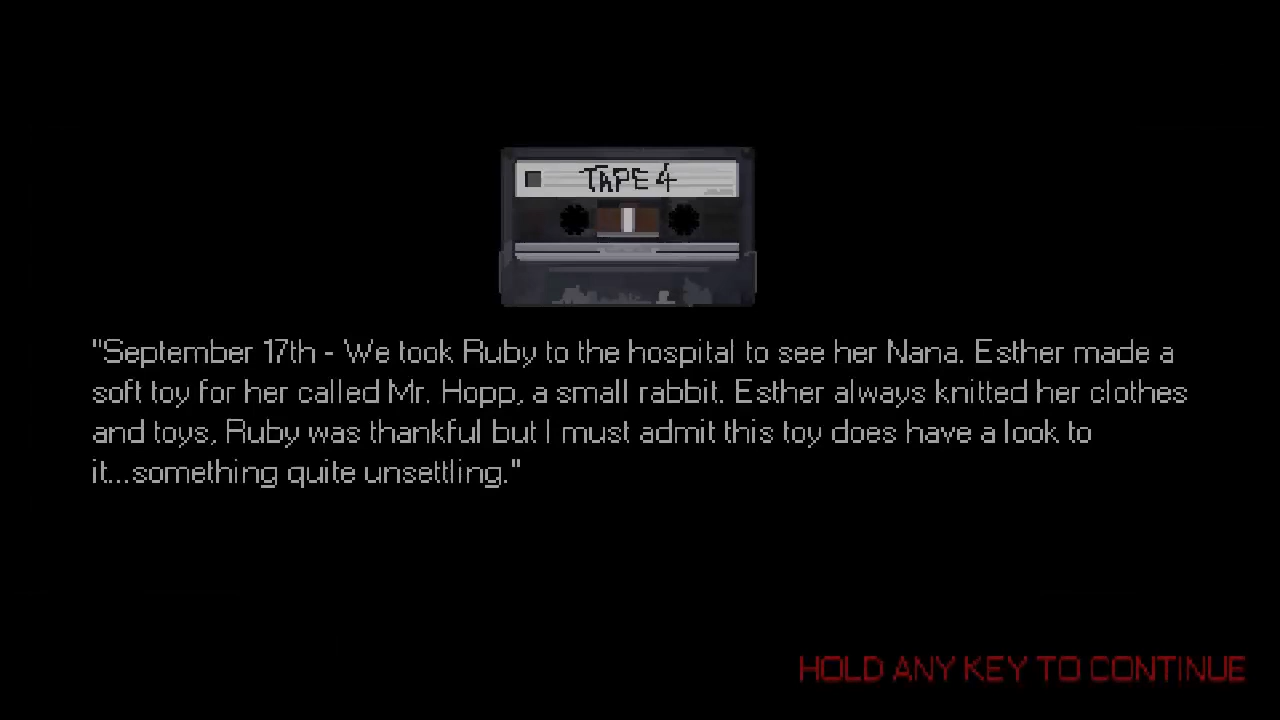 TAPE 4
"September 17th - We took Ruby to the hospital to see her Nana. Esther made a
soft toy for her called Mr. Hopp, a small rabbit. Esther always knitted her clothes
and toys, Ruby was thankful but I must admit this toy does have a look to
it...something quite unsettling."
HOLD ANY KEY TO CONTINUE